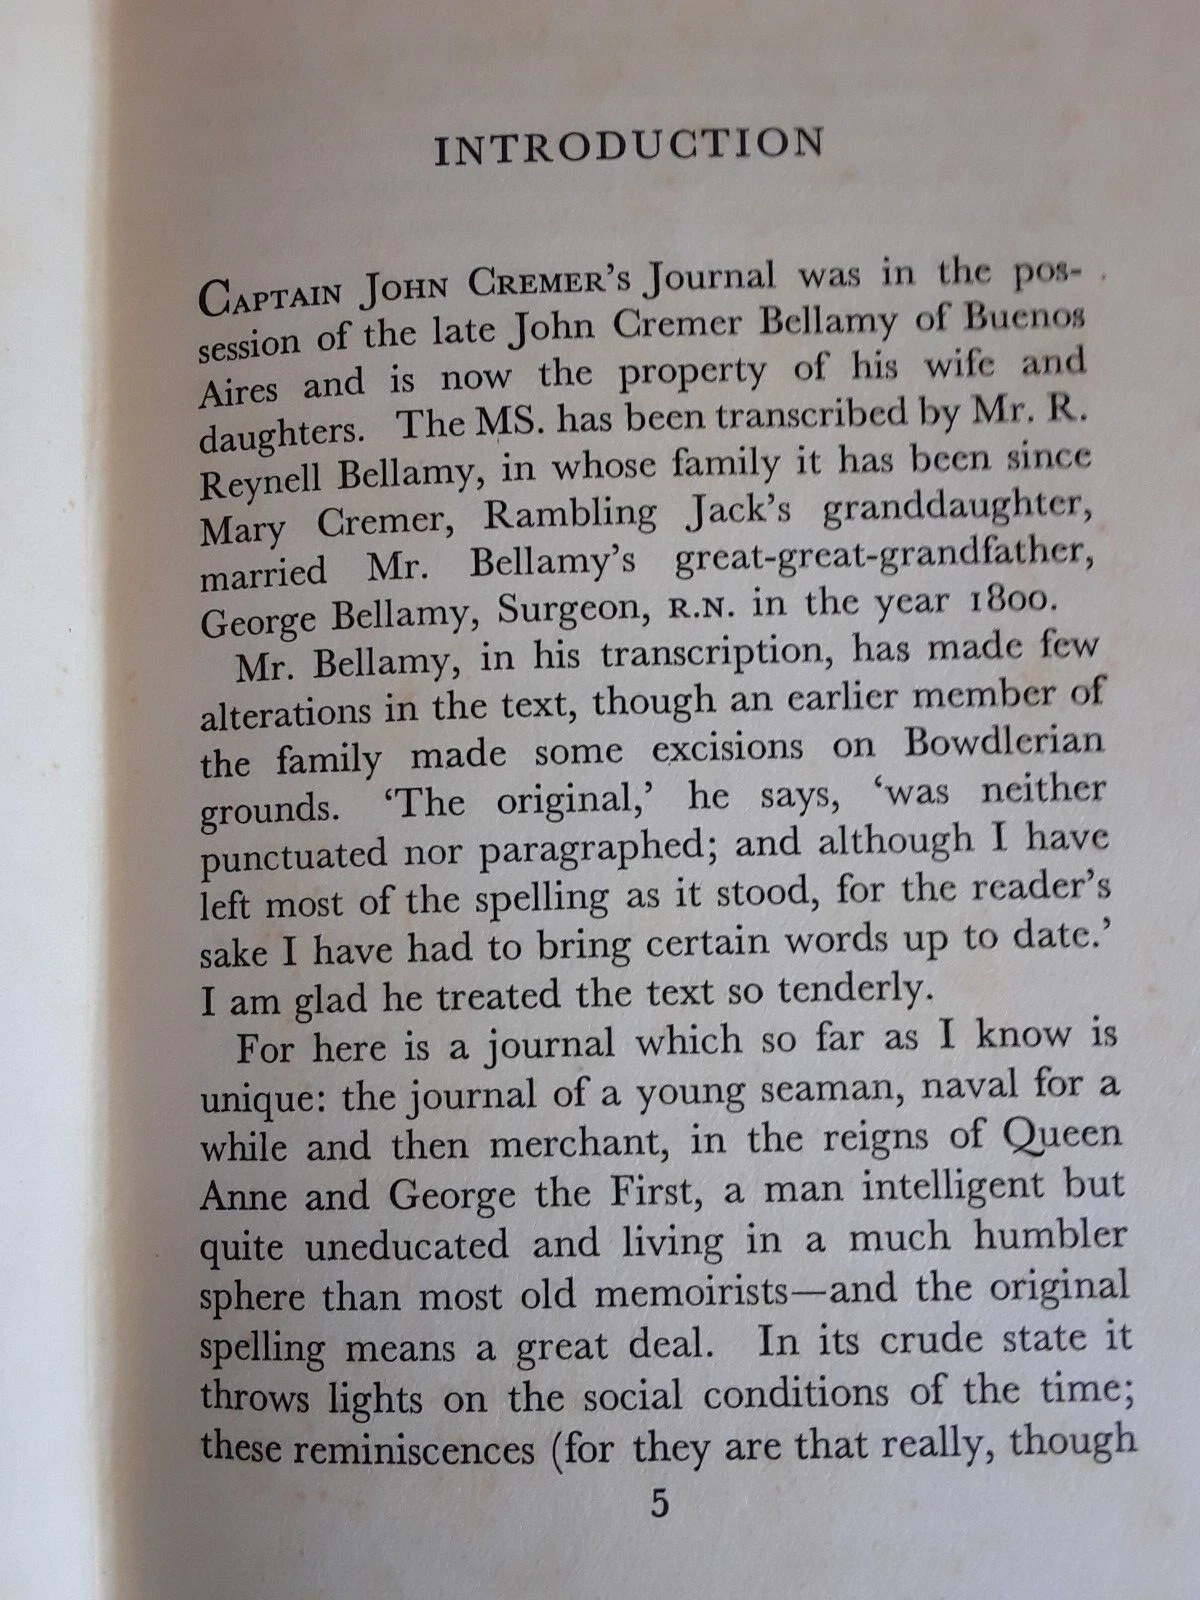 INTRODUCTION
CAPTAIN JOHN CREMER'S Journal was in the pos-
session of the late John Cremer Bellamy of Buenos
Aires and is now the property of his wife and
daughters. The MS. has been transcribed by Mr. R.
Reynell Bellamy, in whose family it has been since
Mary Cremer, Rambling Jack's granddaughter,
married Mr. Bellamy's great-great-grandfather,
George Bellamy, Surgeon, R.N. in the year 1800.
Mr. Bellamy, in his transcription, has made few
alterations in the text, though an earlier member of
the family made some excisions on Bowdlerian
grounds. 'The original,' he says, 'was neither
punctuated nor paragraphed; and although I have
left most of the spelling as it stood, for the reader's
sake I have had to bring certain words up to date.'
I am glad he treated the text so tenderly.
For here is a journal which so far as I know is
unique: the journal of a young seaman, naval for a
while and then merchant, in the reigns of Queen
Anne and George the First, a man intelligent but
quite uneducated and living in a much humbler
sphere than most old memoirists—and the original
spelling means a great deal. In its crude state it
throws lights on the social conditions of the time;
these reminiscences (for they are that really, though
5